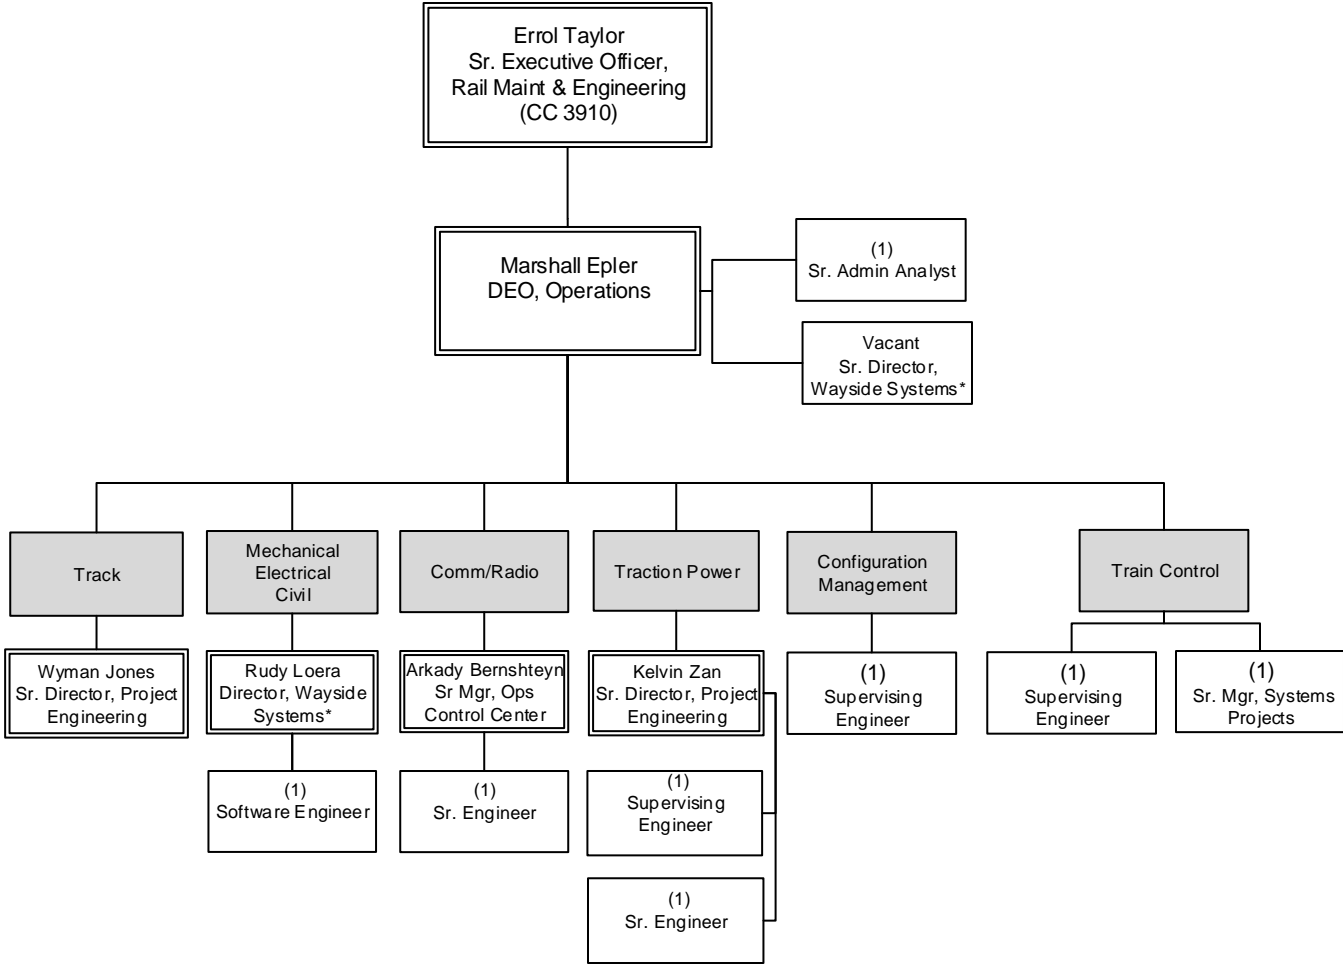 Errol Taylor
Sr. Executive Officer,
Rail Maint & Engineering
(CC 3910)
Marshall Epler
DEO, Operations
(1)
Sr. Admin Analyst
Vacant
Sr. Director,
Wayside Systems*
Track
Mechanical
Electrical
Civil
Comm/Radio
Traction Power
Configuration
Management
Train Control
Wyman Jones
Sr. Director, Project
Engineering
Rudy Loera
Director, Wayside
Systems*
Arkady Bernshteyn
Sr Mgr, Ops
Control Center
Kelvin Zan
Sr. Director, Project
Engineering
(1)
Supervising
Engineer
(1)
Supervising
Engineer
(1)
Sr. Mgr, Systems
Projects
(1)
Software Engineer
(1)
Sr. Engineer
(1)
Supervising
Engineer
(1)
Sr. Engineer